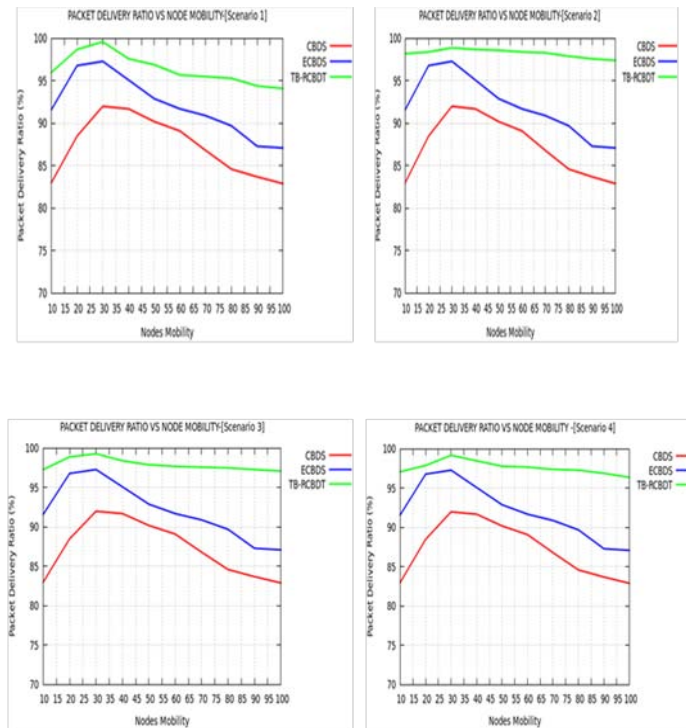 PACKET DELIVERY RATIO VS NODE MOBILITY-[Scenario 1]
CBDS
ECBDS
TB-RCBDT
Packet Delivery Ratio (%)
100
95
90
85
80
75
70
10 15 20 25 30 35 40 45 50 55 60 65 70 75 80 85 90 95 100
Nodes Mobility
PACKET DELIVERY RATIO VS NODE MOBILITY-[Scenario 2]
CBDS
ECBDS
TB-RCBDT
Packet Delivery Ratio (%)
100
95
90
85
80
75
70
10 15 20 25 30 35 40 45 50 55 60 65 70 75 80 85 90 95 100
Nodes Mobility
PACKET DELIVERY RATIO VS NODE MOBILITY-[Scenario 3]
CBDS
ECBDS
TB-RCBDT
Packet Delivery Ratio (%)
100
95
90
85
80
75
70
10 15 20 25 30 35 40 45 50 55 60 65 70 75 80 85 90 95 100
Nodes Mobility
PACKET DELIVERY RATIO VS NODE MOBILITY -[Scenario 4]
CBDS
ECBDS
TB-RCBDT
Packet Delivery Ratio (%)
100
95
90
85
80
75
70
10 15 20 25 30 35 40 45 50 55 60 65 70 75 80 85 90 95 100
Nodes Mobility